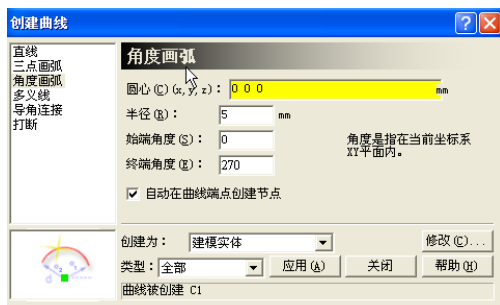 创建曲线
直线
三点画弧
角度画弧
多义线
导角连接
打断
角度画弧
圆心(C)(x, y, z): 0 0 0 mm
半径(R): 5 mm
始端角度(S): 0
终端角度(E): 270
角度是指在当前坐标系
XY平面内。
自动在曲线端点创建节点
创建为: 建模实体 修改(C)...
类型: 全部 应用(A) 关闭 帮助(H)
曲线被创建 C1